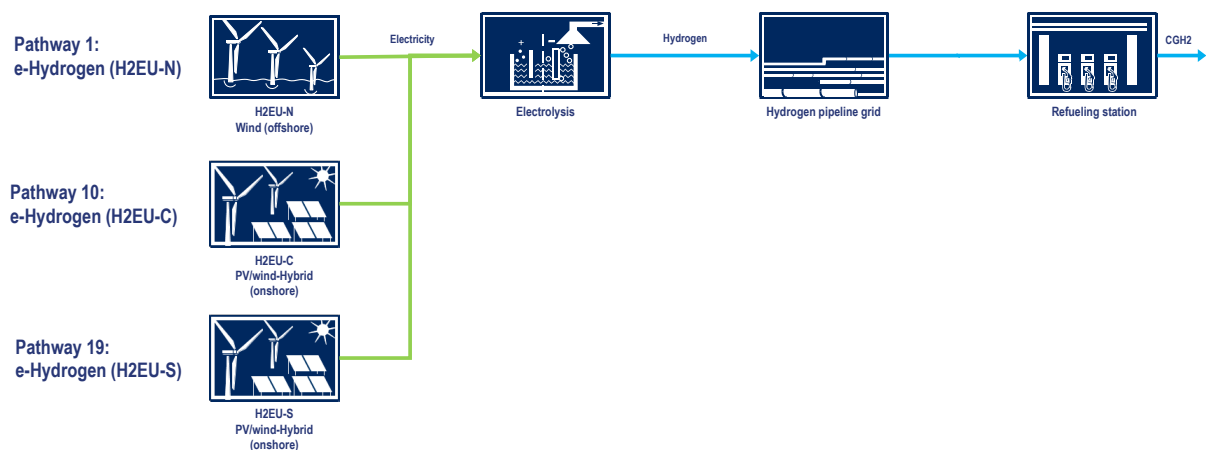 Pathway 1:
e-Hydrogen (H2EU-N)
H2EU-N
Wind (offshore)
Electricity
Electrolysis
Hydrogen
Hydrogen pipeline grid
Refueling station
CGH2
Pathway 10:
e-Hydrogen (H2EU-C)
H2EU-C
PV/wind-Hybrid
(onshore)
Pathway 19:
e-Hydrogen (H2EU-S)
H2EU-S
PV/wind-Hybrid
(onshore)